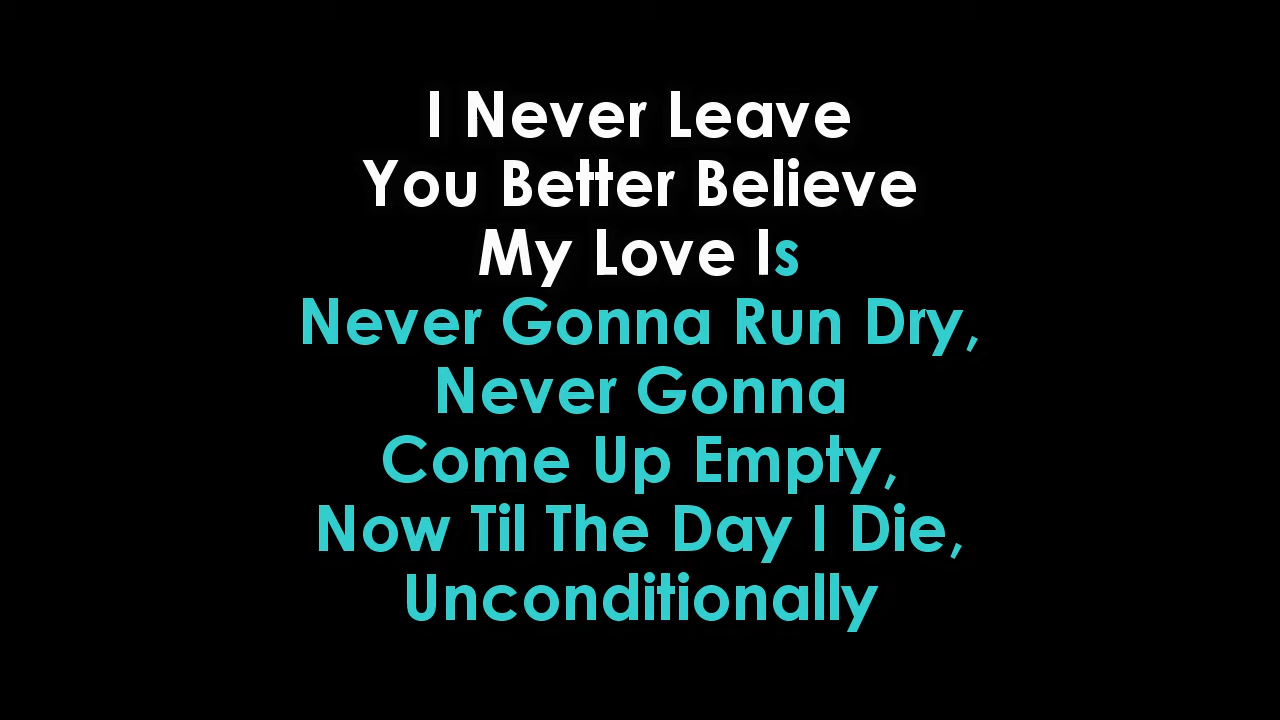 I Never Leave
You Better Believe
My Love Is
Never Gonna Run Dry,
Never Gonna
Come Up Empty,
Now Til The Day I Die,
Unconditionally